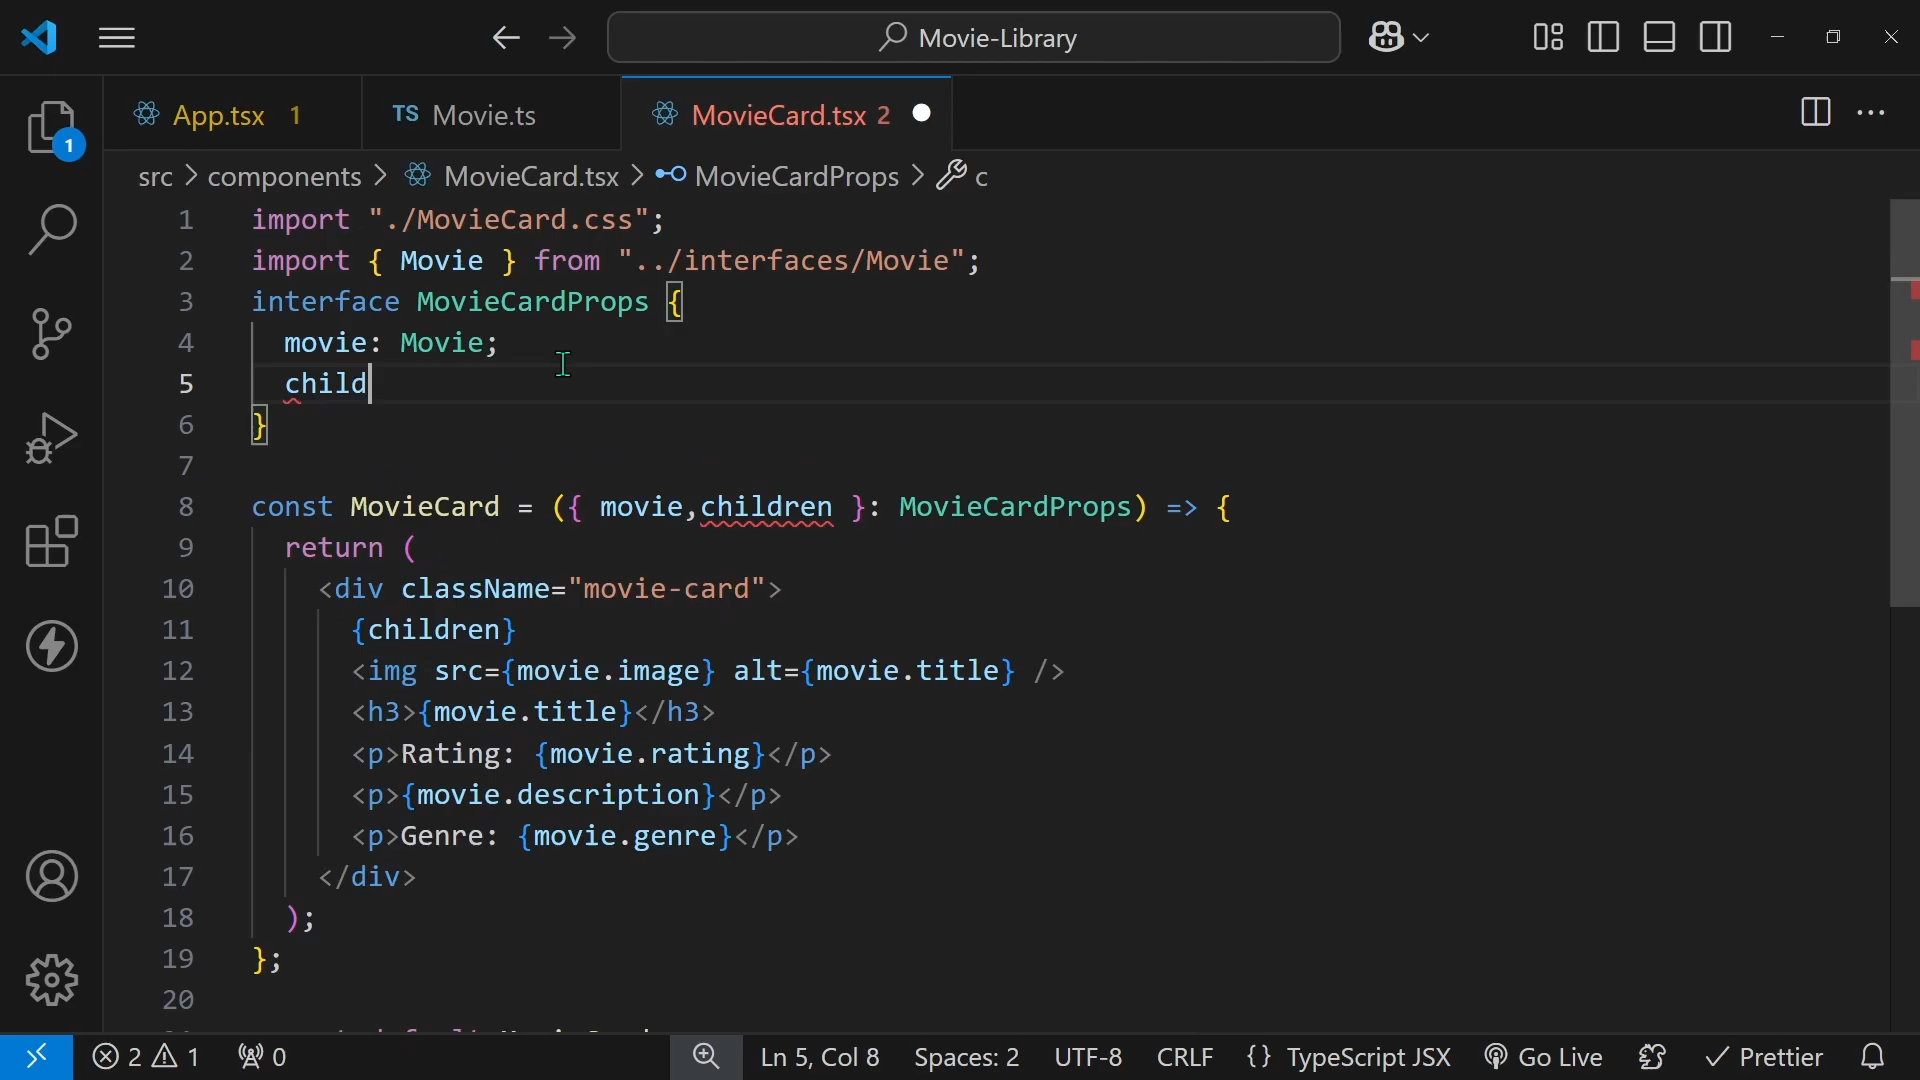 Movie-Library
App.tsx 1
TS Movie.ts
MovieCard.tsx 2
1
src > components > MovieCard.tsx > MovieCardProps > c
1 import "./MovieCard.css";
2 import { Movie } from "../interfaces/Movie";
3 interface MovieCardProps {
4 movie: Movie;
5 child
6 }
7
8 const MovieCard = ({ movie,children }: MovieCardProps) => {
9 return (
10 <div className="movie-card">
11 {children}
12 <img src={movie.image} alt={movie.title} />
13 <h3>{movie.title}</h3>
14 <p>Rating: {movie.rating}</p>
15 <p>{movie.description}</p>
16 <p>Genre: {movie.genre}</p>
17 </div>
18 );
19 };
20
2 1 0 Ln 5, Col 8 Spaces: 2 UTF-8 CRLF {} TypeScript JSX Go Live Prettier